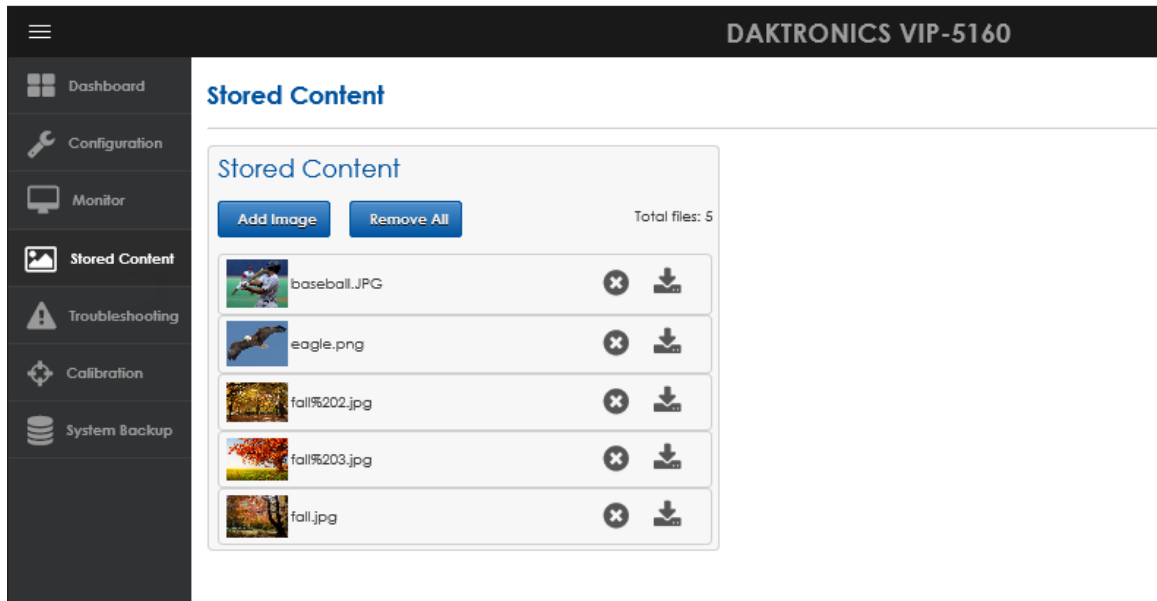 DAKTRONICS VIP-5160
Dashboard
Configuration
Monitor
Stored Content
Troubleshooting
Calibration
System Backup
Stored Content
Stored Content
Add Image
Remove All
Total files: 5
baseball.JPG
eagle.png
fall%202.jpg
fall%203.jpg
fall.jpg